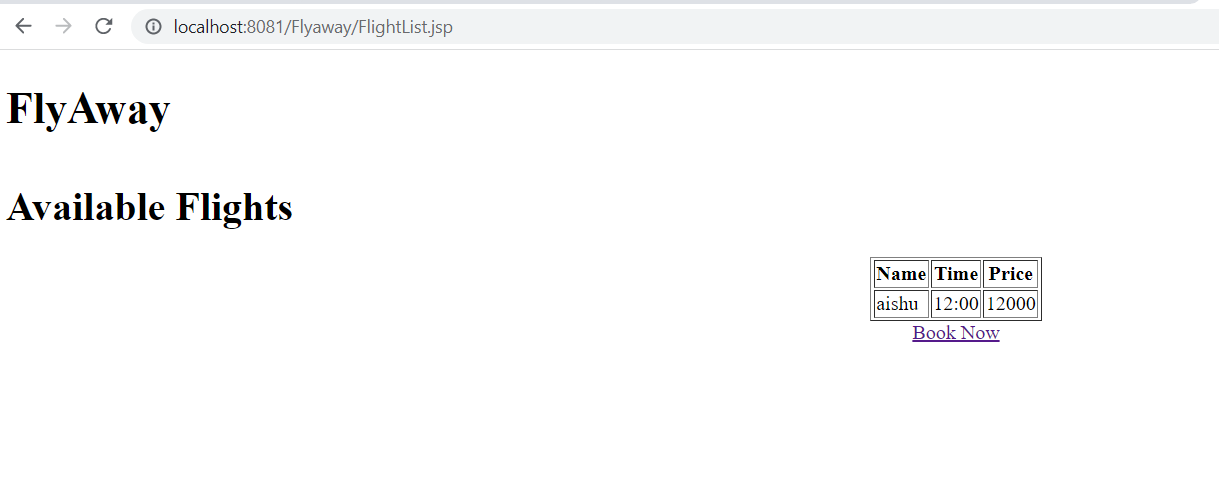 localhost:8081/Flyaway/FlightList.jsp
FlyAway
Available Flights
Name Time Price
aishu 12:00 12000
Book Now